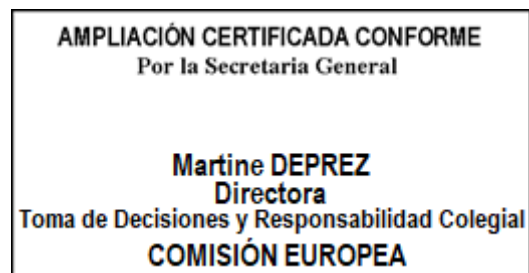 AMPLIACIÓN CERTIFICADA CONFORME
Por la Secretaria General
Martine DEPREZ
Directora
Toma de Decisiones y Responsabilidad Colegial
COMISIÓN EUROPEA